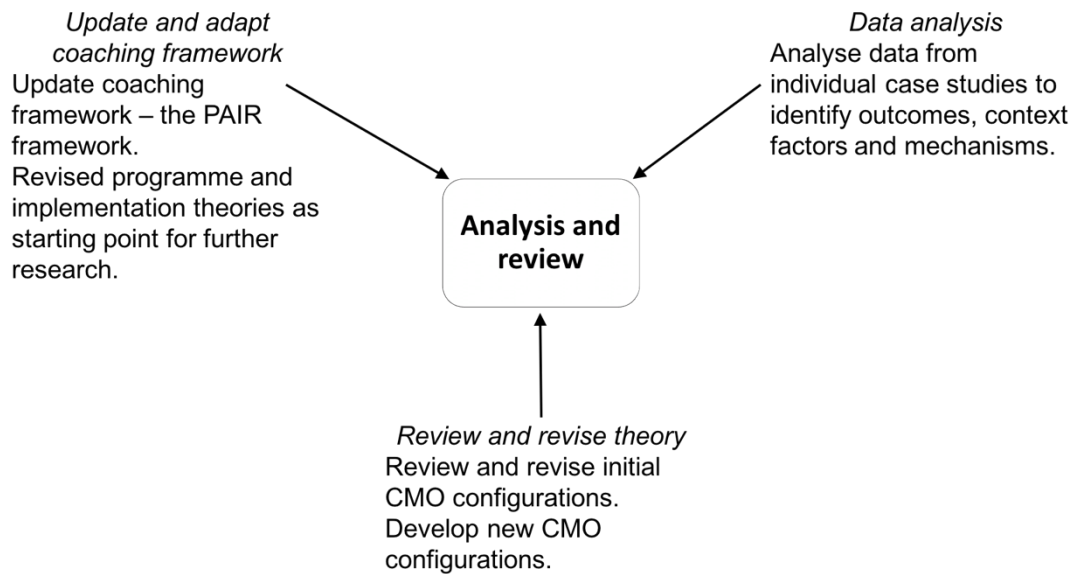 Update and adapt
coaching framework
Update coaching
framework – the PAIR
framework.
Revised programme and
implementation theories as
starting point for further
research.
Data analysis
Analyse data from
individual case studies to
identify outcomes, context
factors and mechanisms.
Analysis and
review
Review and revise theory
Review and revise initial
CMO configurations.
Develop new CMO
configurations.